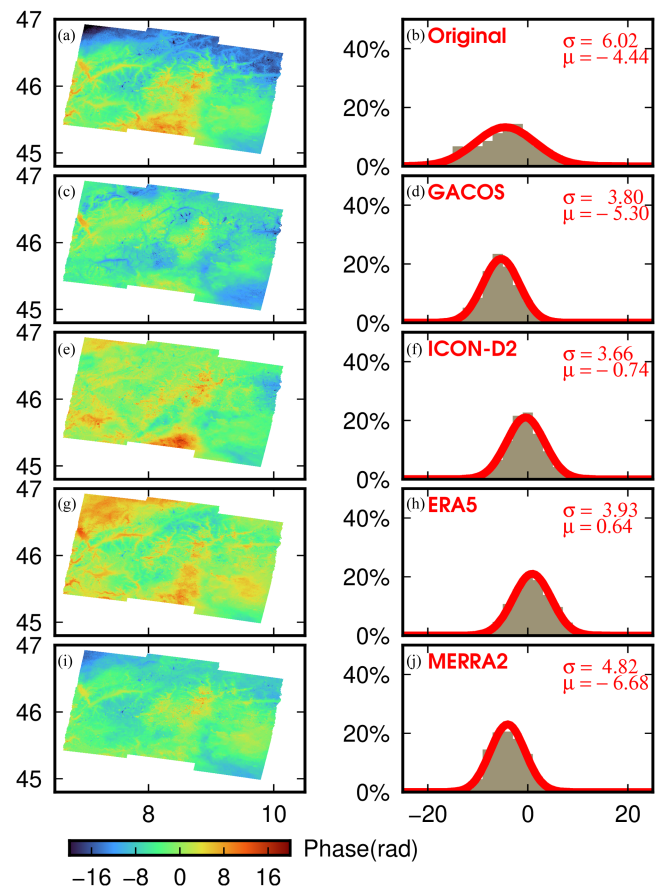 47
46
45
(a)
50%
40%
20%
0%
(b) Original
σ = 6.02
μ = − 4.44
47
46
45
(c)
40%
20%
0%
(d) GACOS
σ = 3.80
μ = − 5.30
47
46
45
(e)
40%
20%
0%
(f) ICON-D2
σ = 3.66
μ = − 0.74
47
46
45
(g)
40%
20%
0%
(h) ERA5
σ = 3.93
μ = 0.64
47
46
45
(i)
40%
20%
0%
(j) MERRA2
σ = 4.82
μ = − 6.68
8 10
−20 0 20
Phase(rad)
−16 −8 0 8 16